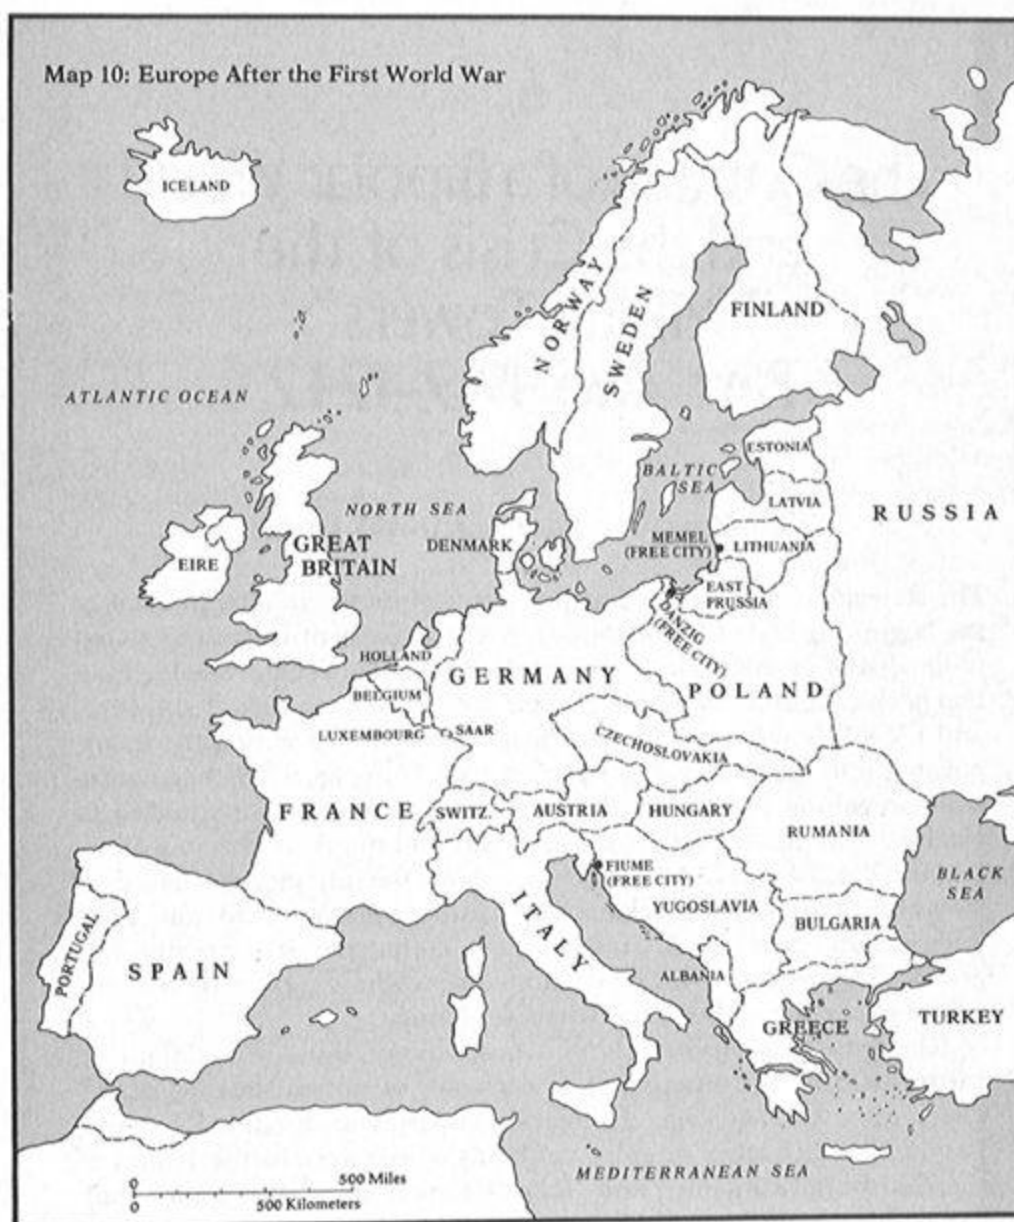 Map 10: Europe After the First World War
ICELAND
NORWAY
SWEDEN
FINLAND
ATLANTIC OCEAN
ESTONIA
BALTIC
SEA
LATVIA
NORTH SEA
RUSSIA
DENMARK
MEMEL
(FREE CITY)
LITHUANIA
GREAT
BRITAIN
EIRE
EAST
PRUSSIA
DANZIG
(FREE CITY)
HOLLAND
GERMANY
POLAND
BELGIUM
LUXEMBOURG
SAAR
CZECHOSLOVAKIA
FRANCE
SWITZ.
AUSTRIA
HUNGARY
RUMANIA
FIUME
(FREE CITY)
BLACK
SEA
ITALY
YUGOSLAVIA
BULGARIA
PORTUGAL
SPAIN
ALBANIA
GREECE
TURKEY
MEDITERRANEAN SEA
0 500 Miles
0 500 Kilometers